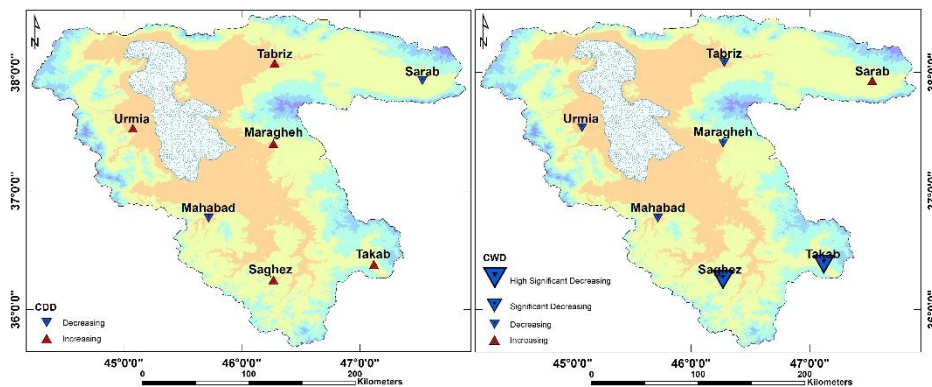 N
Tabriz
Sarab
Urmia
Maragheh
Mahabad
Takab
Saghez
CDD
Decreasing
Increasing
38°0'0"
37°0'0"
36°0'0"
45°0'0"
46°0'0"
47°0'0"
0
100
200
Kilometers
N
Tabriz
Sarab
Urmia
Maragheh
Mahabad
Takab
Saghez
CWD
High Significant Decreasing
Significant Decreasing
Decreasing
Increasing
38°0'0"
37°0'0"
36°0'0"
45°0'0"
46°0'0"
47°0'0"
0
100
200
Kilometers